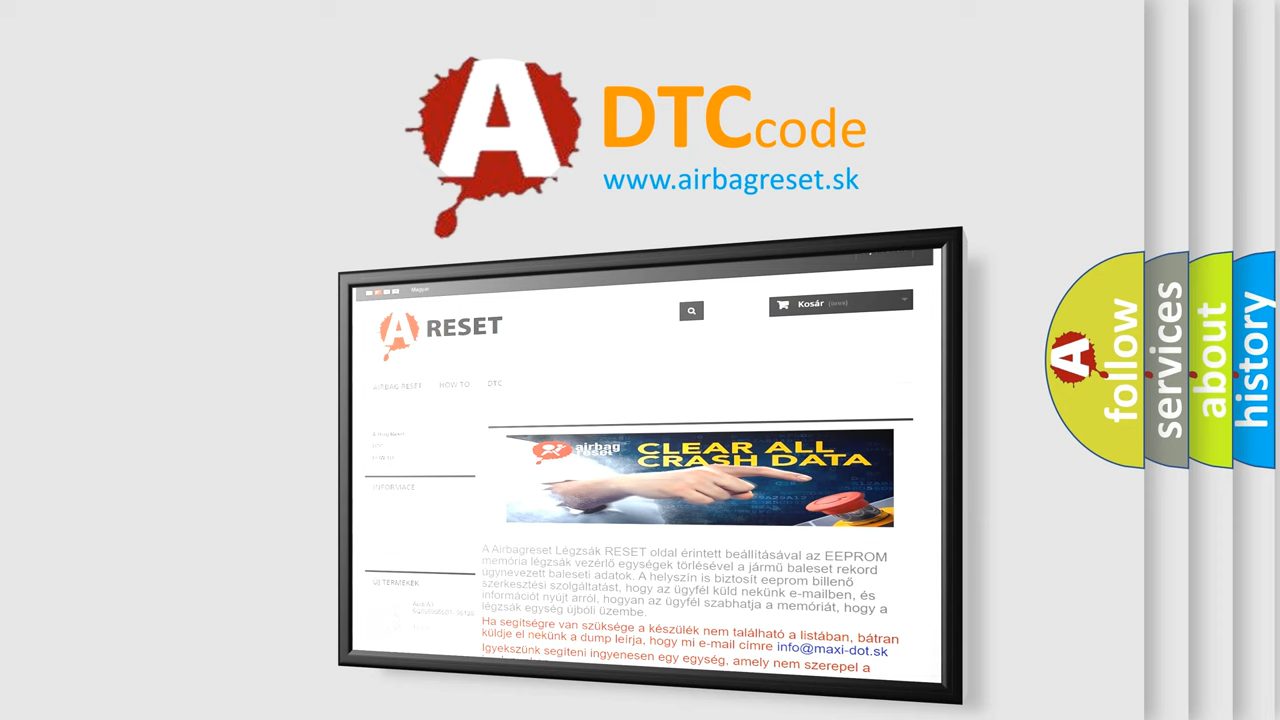 A
DTC code
www.airbagreset.sk
Magyar
A RESET
Kosár (üres)
AIRBAG RESET HOW TO DTC
INFORMACE
airbag
reset
CLEAR ALL
CRASH DATA
A Airbagreset Légzsák RESET oldal érintett beállításával az EEPROM
memória légzsák vezérlő egységek törlésével a jármű baleset rekord
úgynevezett baleseti adatok. A helyszín is biztosít eeprom billenő
szerkesztési szolgáltatást, hogy az ügyfél küld nekünk e-mailben, és
információt nyújt arról, hogyan az ügyfél szabhatja a memóriát, hogy a
légzsák egység újbóli üzembe.
Ha segítségre van szüksége a készülék nem található a listában, bátran
küldje el nekünk a dump leírja, hogy mi e-mail címre info@maxi-dot.sk
Igyekszünk segíteni ingyenesen egy egység, amely nem szerepel a
ÚJ TERMÉKEK
A
follow
services
about
history